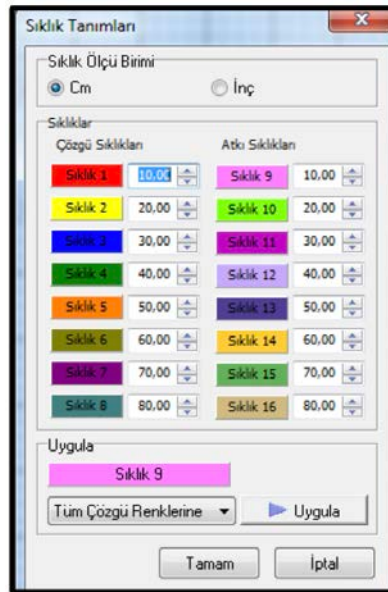 Sıklık Tanımları
Sıklık Ölçü Birimi
Cm İnç
Sıklıklar
Çözgü Sıklıkları Atkı Sıklıkları
Sıklık 1 10,00 Sıklık 9 10,00
Sıklık 2 20,00 Sıklık 10 20,00
Sıklık 3 30,00 Sıklık 11 30,00
Sıklık 4 40,00 Sıklık 12 40,00
Sıklık 5 50,00 Sıklık 13 50,00
Sıklık 6 60,00 Sıklık 14 60,00
Sıklık 7 70,00 Sıklık 15 70,00
Sıklık 8 80,00 Sıklık 16 80,00
Uygula
Sıklık 9
Tüm Çözgü Renklerine Uygula
Tamam İptal